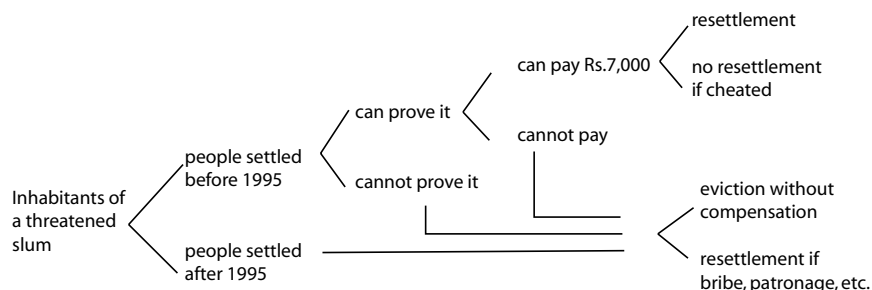 resettlement
can pay Rs.7,000
no resettlement
if cheated
can prove it
cannot pay
people settled
before 1995
cannot prove it
Inhabitants of
a threatened
slum
eviction without
compensation
people settled
after 1995
resettlement if
bribe, patronage, etc.